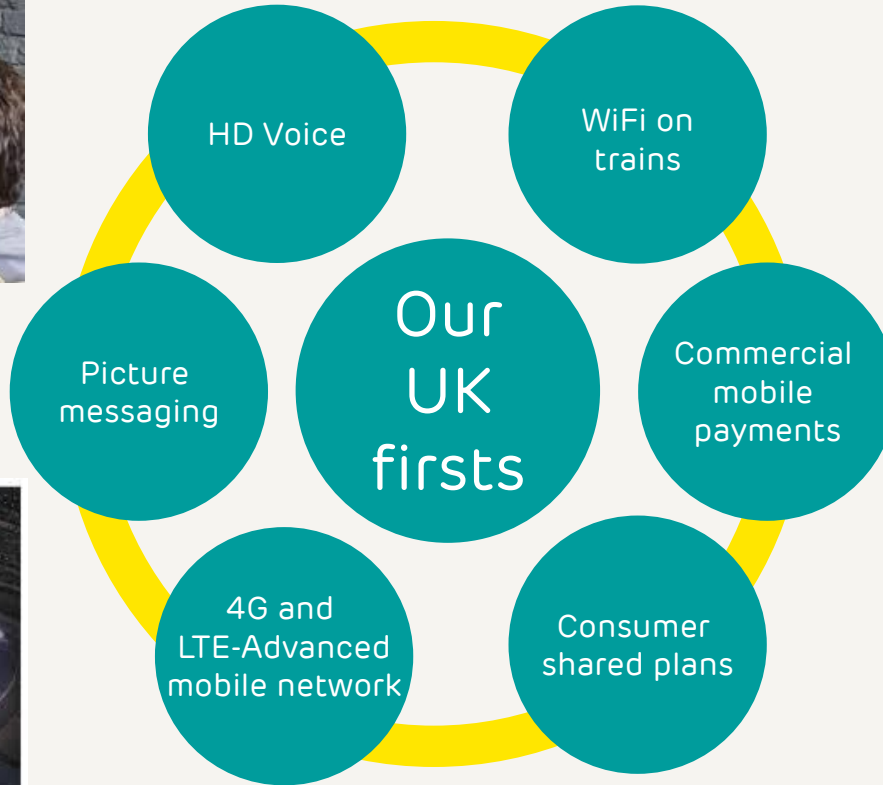 HD Voice
WiFi on
trains
Our
UK
firsts
Picture
messaging
Commercial
mobile
payments
4G and
LTE-Advanced
mobile network
Consumer
shared plans